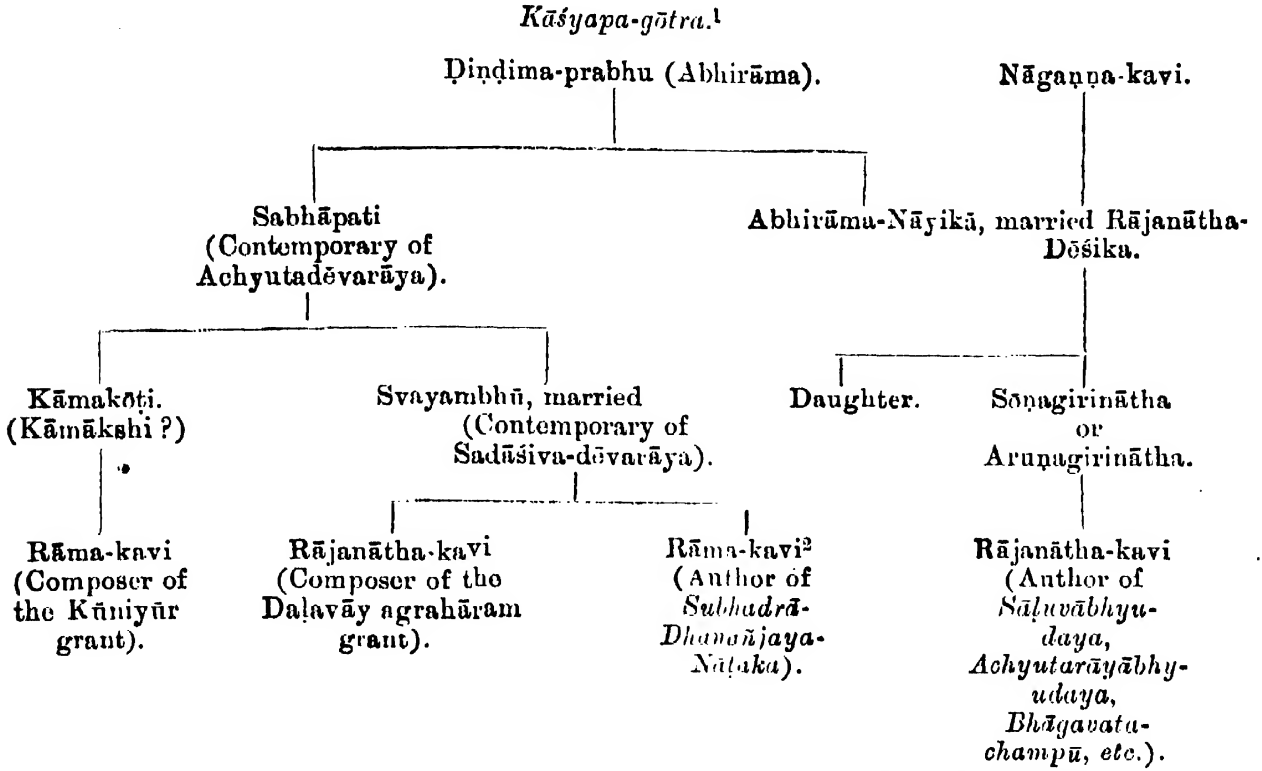 Kāśyapa-gōtra.¹
Ḍiṇḍima-prabhu (Abhirāma).
Nāgaṇṇa-kavi.
Sabhāpati
(Contemporary of
Achyutadēvarāya).
Abhirāma-Nāyikā, married Rājanātha-
Dēśika.
Kāmakōṭi.
(Kāmākshi ?)
Svayambhū, married
(Contemporary of
Sadāśiva-dēvarāya).
Daughter.
Sōṇagirinātha
or
Aruṇagirinātha.
Rāma-kavi
(Composer of
the Kūniyūr
grant).
Rājanātha-kavi
(Composer of the
Daḷavāy agrahāram
grant).
Rāma-kavi²
(Author of
Subhadrā-
Dhanañjaya-
Nāṭaka).
Rājanātha-kavi
(Author of
Sāḷuvābhyu-
daya,
Achyutarāyābhy-
udaya,
Bhāgavata-
champū, etc.).